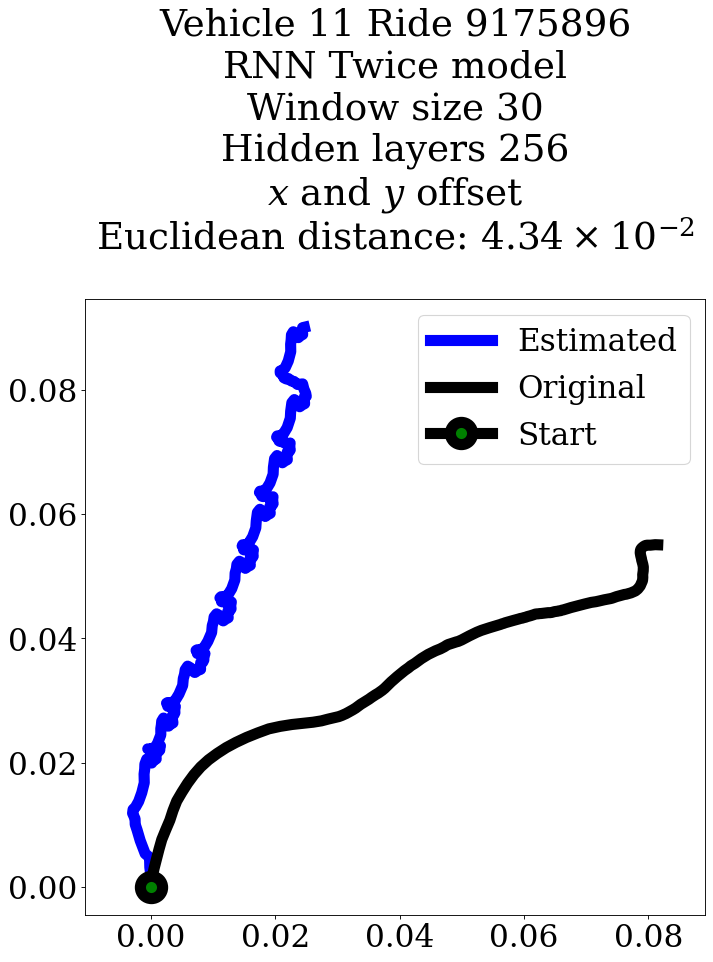 Vehicle 11 Ride 9175896
RNN Twice model
Window size 30
Hidden layers 256
x and y offset
Euclidean distance: 4.34 × 10⁻²
Estimated
Original
Start
0.08
0.06
0.04
0.02
0.00
0.00 0.02 0.04 0.06 0.08